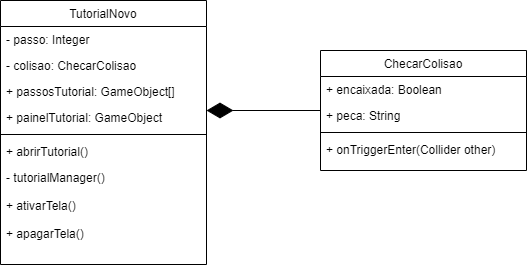 TutorialNovo
- passo: Integer
- colisao: ChecarColisao
+ passosTutorial: GameObject[]
+ painelTutorial: GameObject
+ abrirTutorial()
- tutorialManager()
+ ativarTela()
+ apagarTela()
ChecarColisao
+ encaixada: Boolean
+ peca: String
+ onTriggerEnter(Collider other)